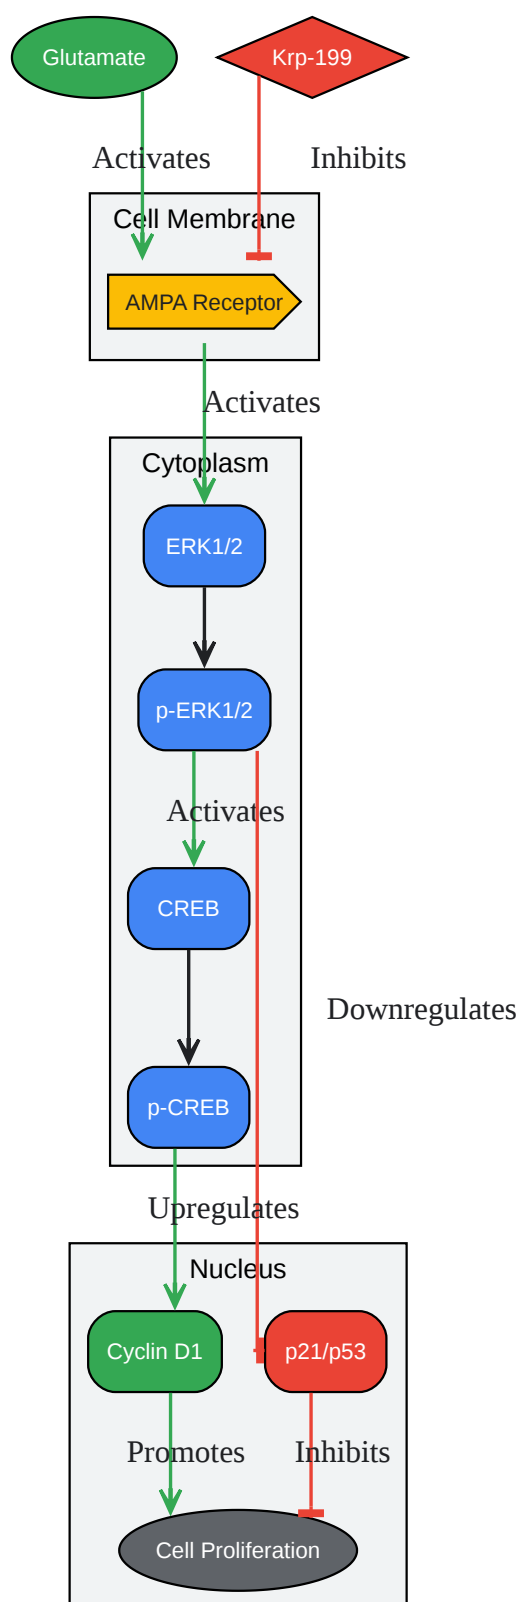 Glutamate
Krp-199
Activates
Inhibits
Cell Membrane
AMPA Receptor
Activates
Cytoplasm
ERK1/2
p-ERK1/2
Activates
CREB
Downregulates
p-CREB
Upregulates
Nucleus
Cyclin D1
p21/p53
Promotes
Inhibits
Cell Proliferation